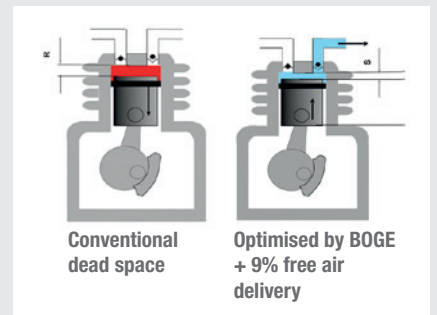 R
S
Conventional
dead space
Optimised by BOGE
+ 9% free air
delivery